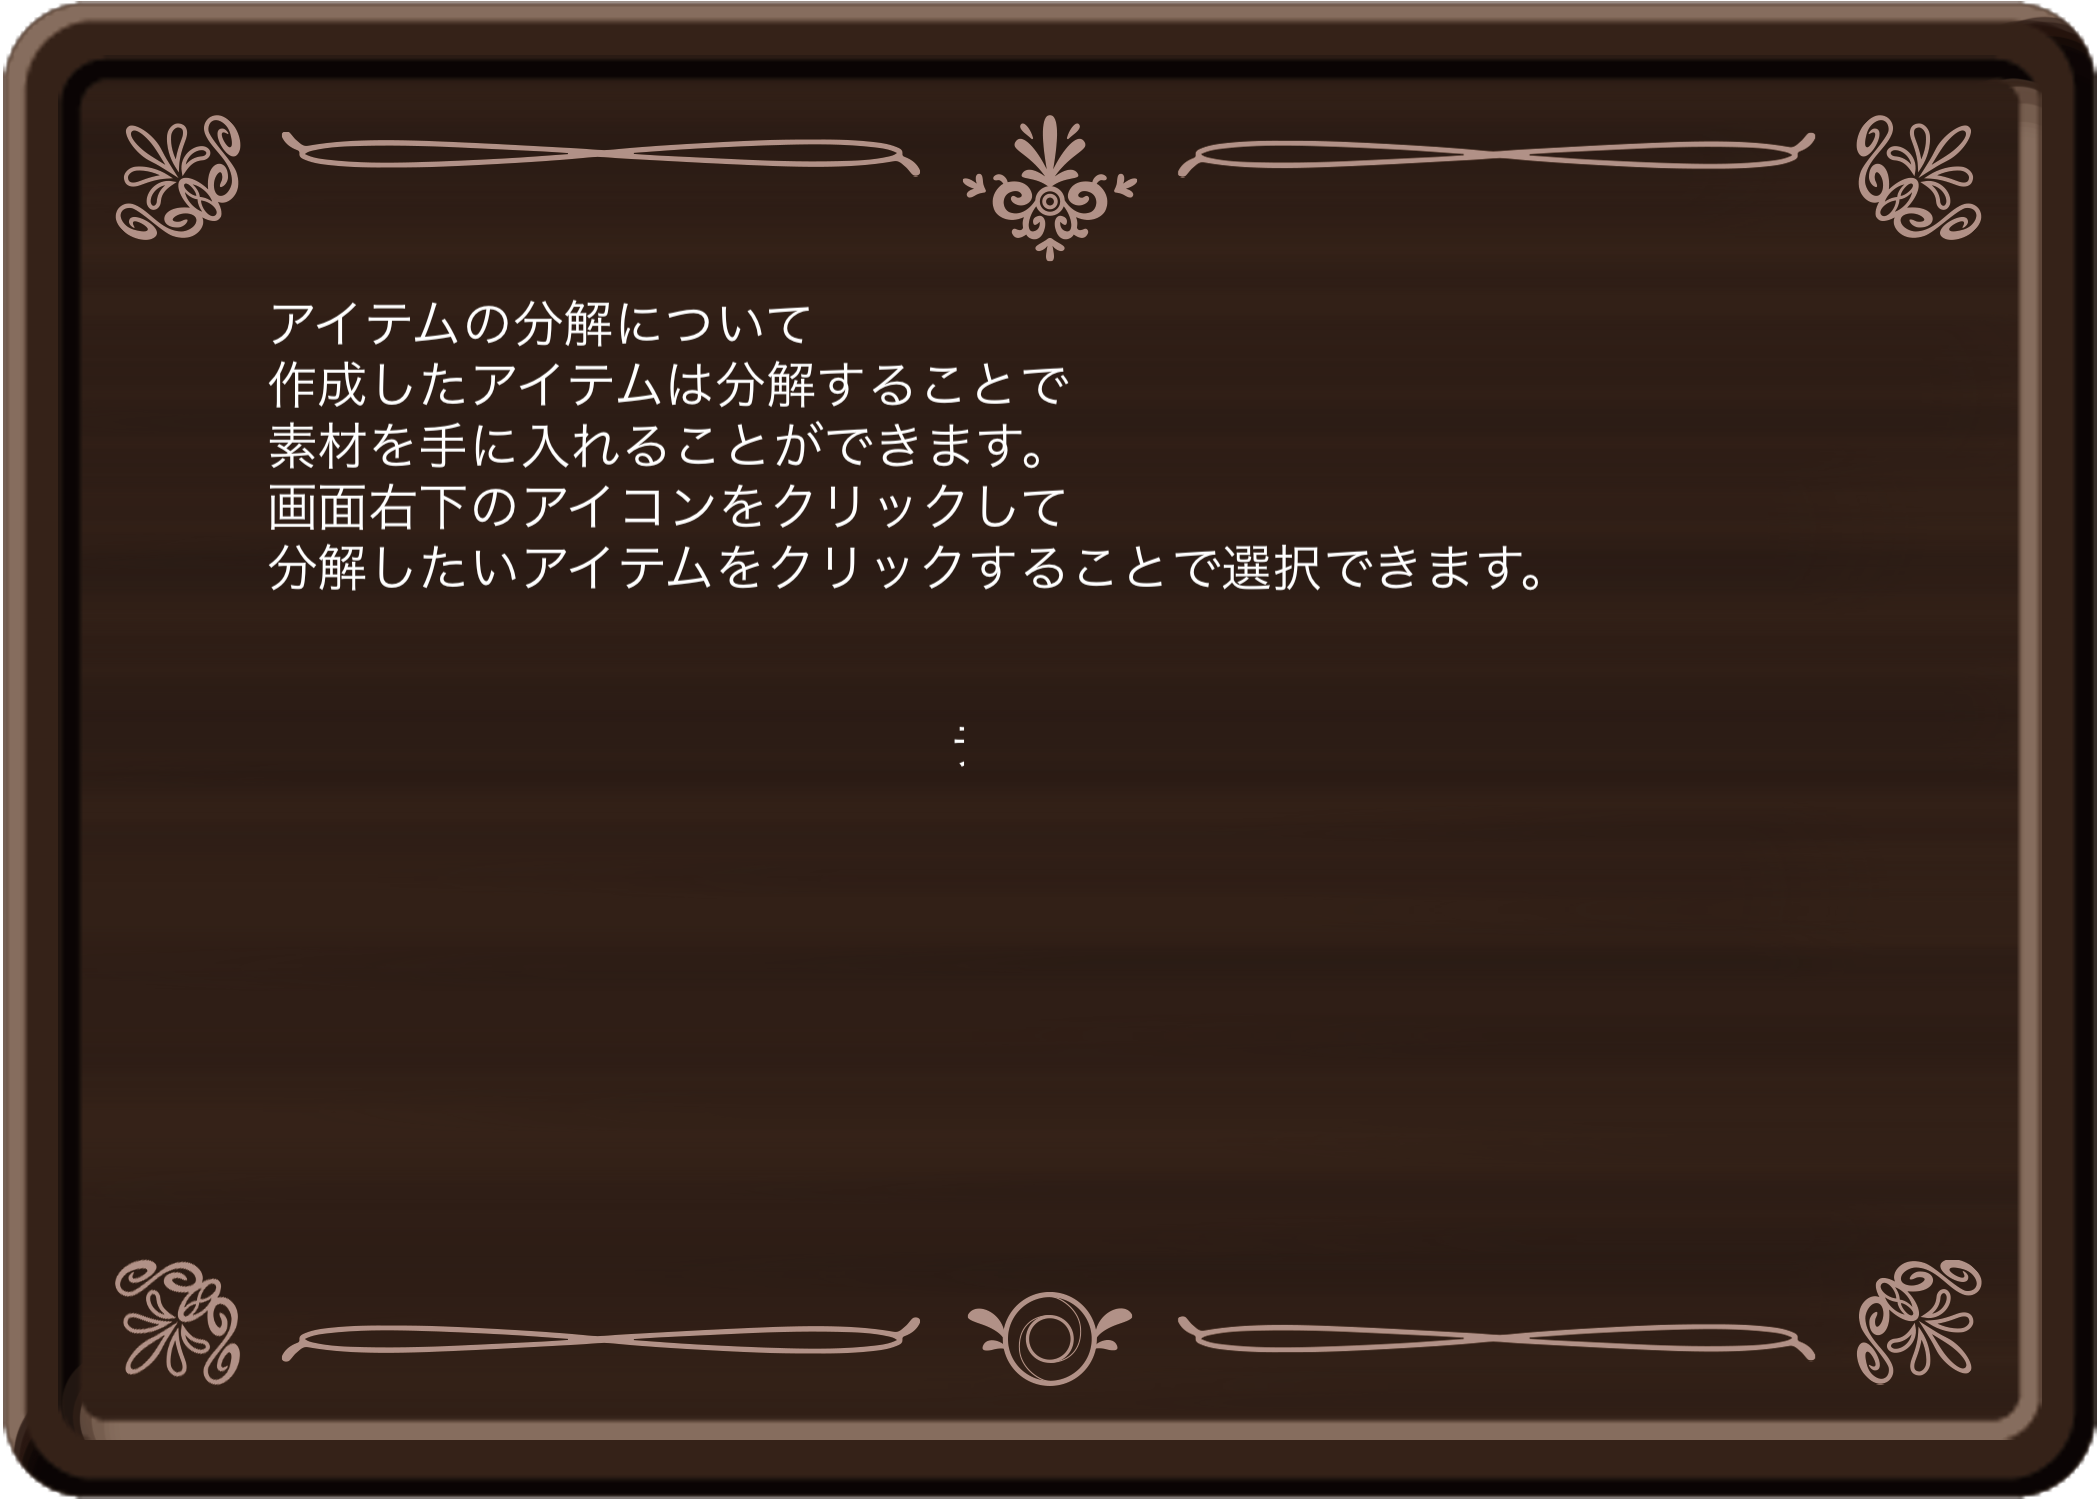 アイテムの分解について
作成したアイテムは分解することで
素材を手に入れることができます。
画面右下のアイコンをクリックして
分解したいアイテムをクリックすることで選択できます。